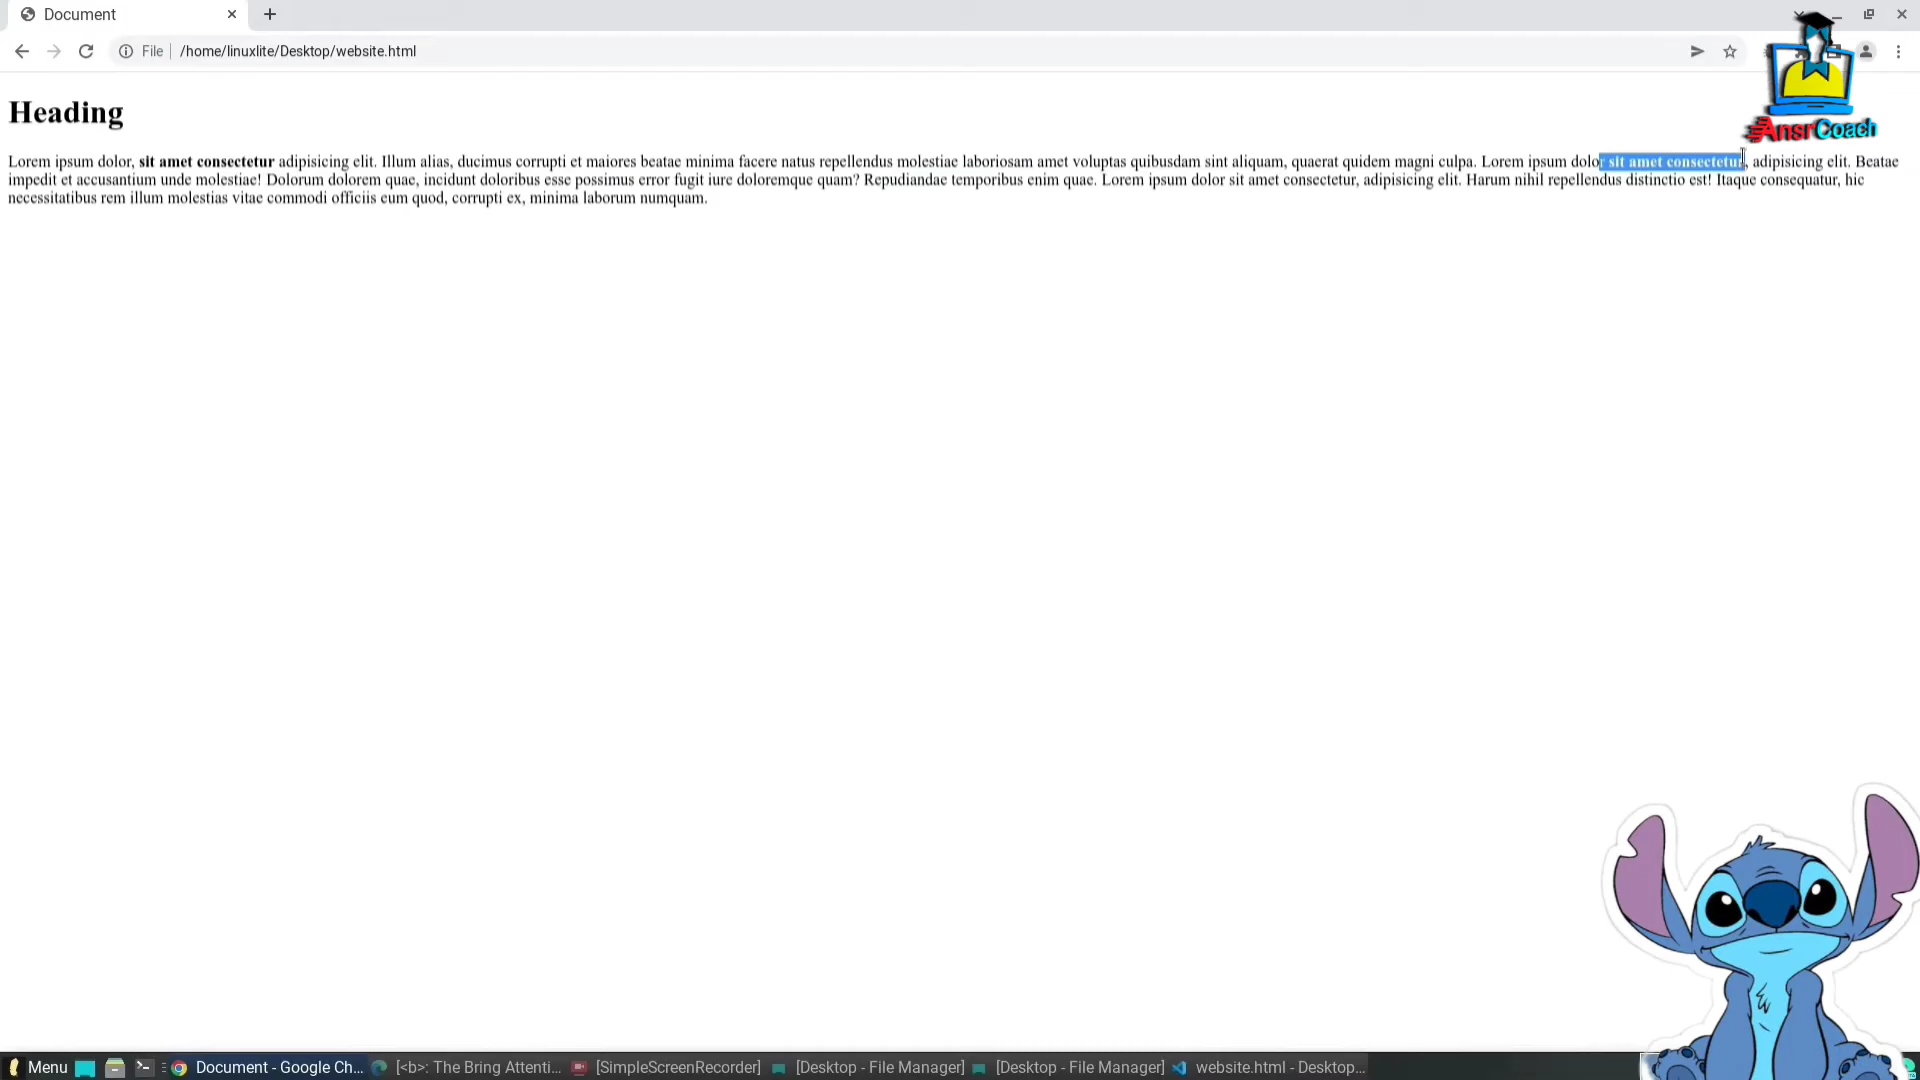 Document
File
/home/linuxlite/Desktop/website.html
AnsrCoach
Heading
Lorem ipsum dolor, sit amet consectetur adipisicing elit. Illum alias, ducimus corrupti et maiores beatae minima facere natus repellendus molestiae laboriosam amet voluptas quibusdam sint aliquam, quaerat quidem magni culpa. Lorem ipsum dolor sit amet consectetur, adipisicing elit. Beatae
impedit et accusantium unde molestiae! Dolorum dolorem quae, incidunt doloribus esse possimus error fugit iure doloremque quam? Repudiandae temporibus enim quae. Lorem ipsum dolor sit amet consectetur, adipisicing elit. Harum nihil repellendus distinctio est! Itaque consequatur, hic
necessitatibus rem illum molestias vitae commodi officiis eum quod, corrupti ex, minima laborum numquam.
Menu
Document - Google Ch...
[<b>: The Bring Attenti...
[SimpleScreenRecorder]
[Desktop - File Manager]
[Desktop - File Manager]
website.html - Desktop...